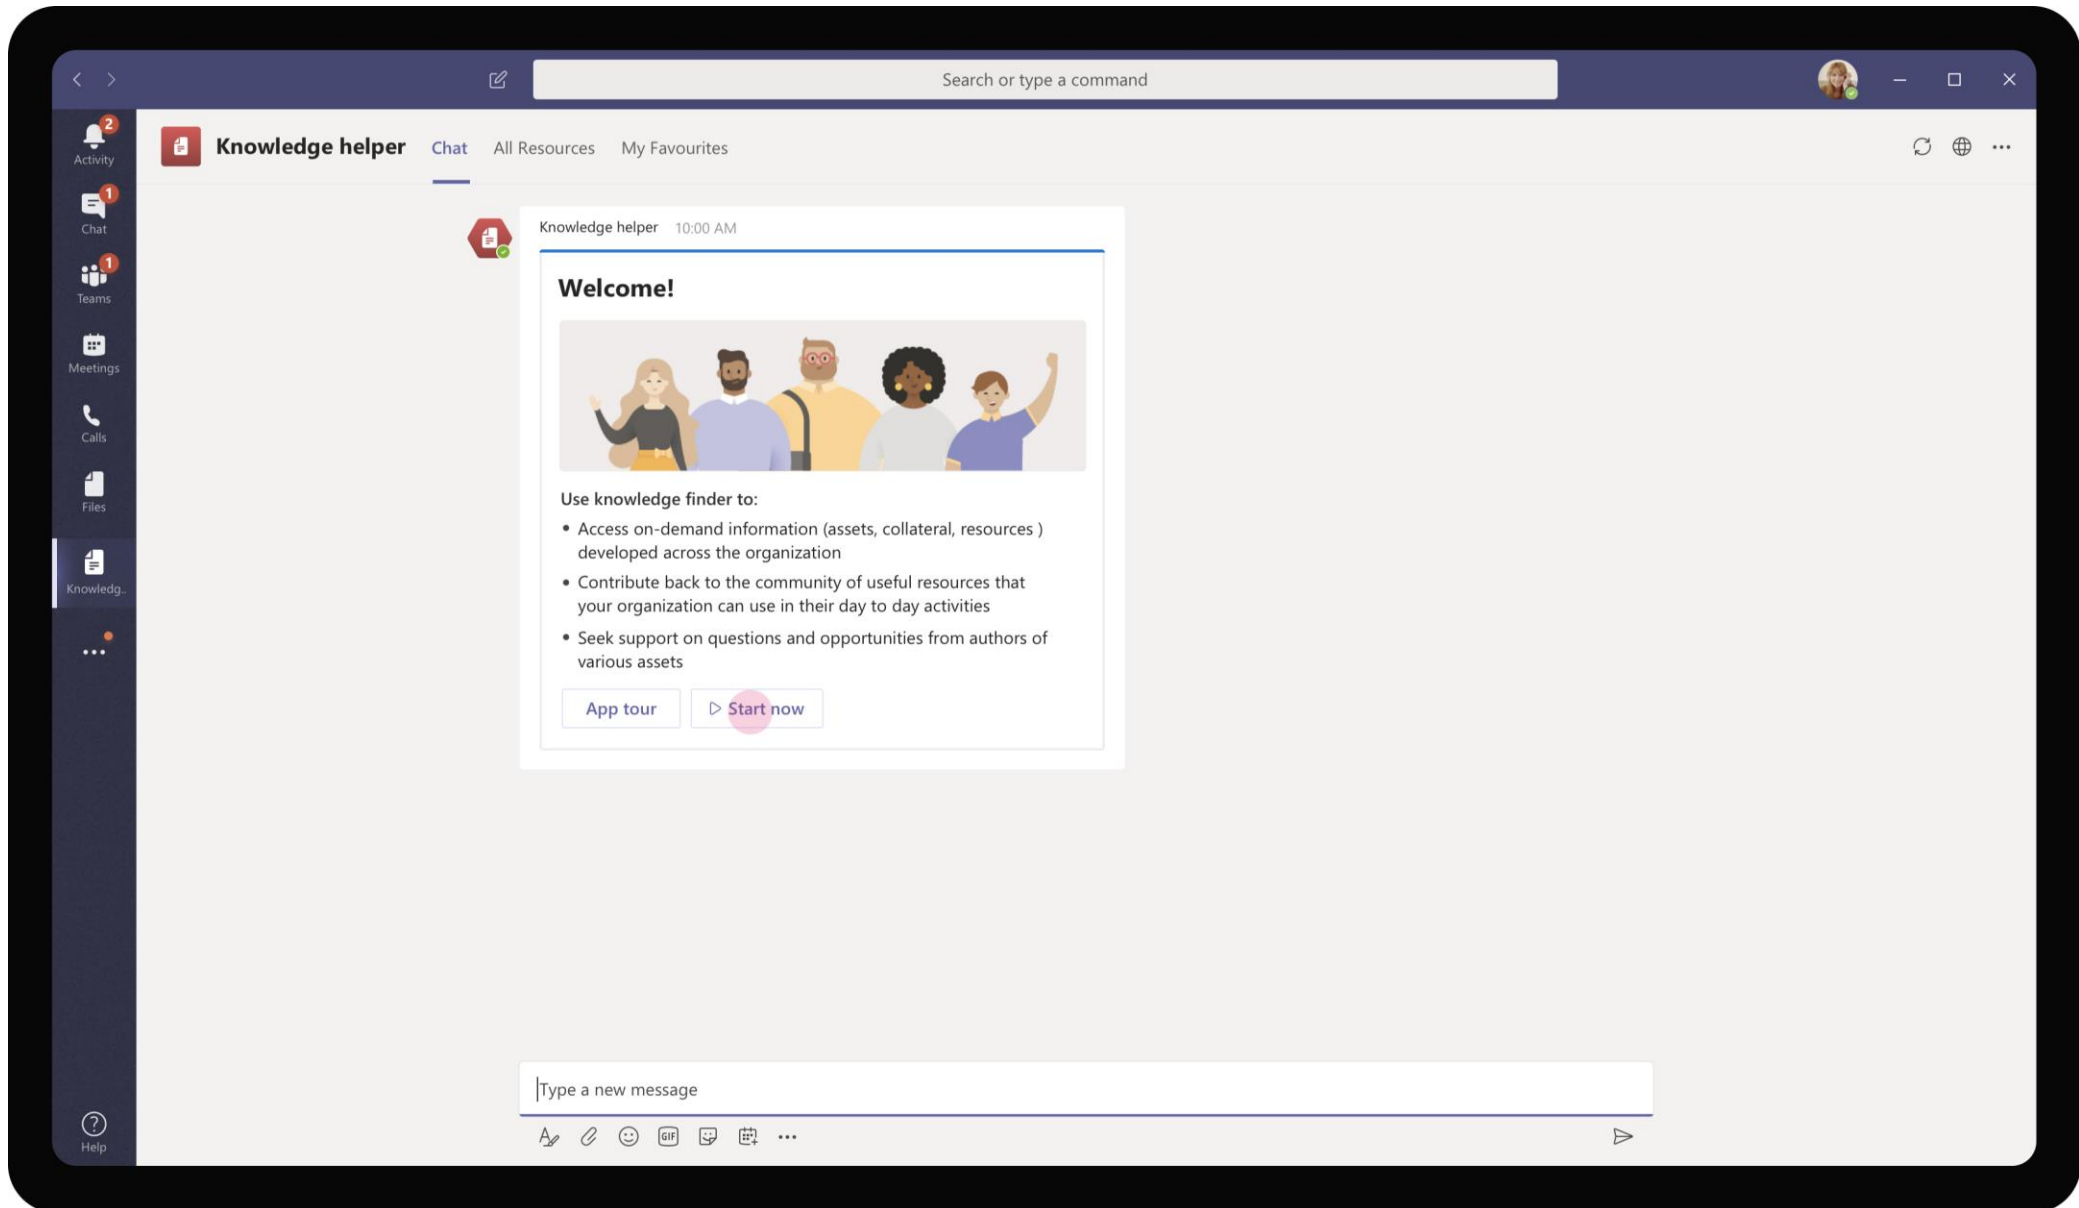 Search or type a command
2
Activity
1
Chat
1
Teams
Meetings
Calls
Files
Knowledg..
Help
Knowledge helper
Chat
All Resources
My Favourites
Knowledge helper 10:00 AM
Welcome!
Use knowledge finder to:
• Access on-demand information (assets, collateral, resources )
developed across the organization
• Contribute back to the community of useful resources that
your organization can use in their day to day activities
• Seek support on questions and opportunities from authors of
various assets
App tour
Start now
Type a new message
GIF